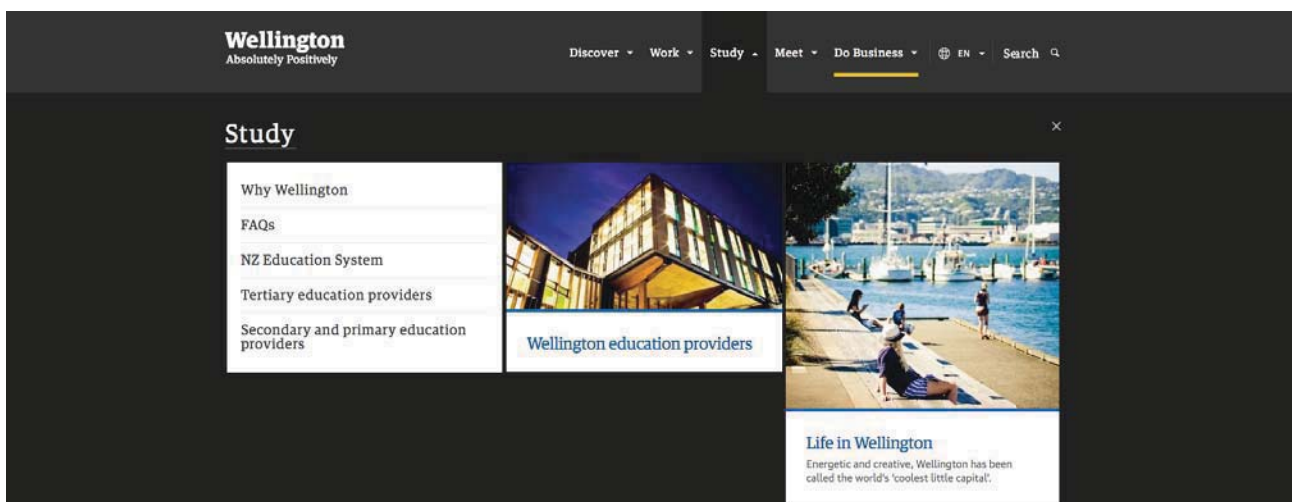 Wellington
Absolutely Positively
Discover Work Study Meet Do Business EN Search
Study
Why Wellington
FAQs
NZ Education System
Tertiary education providers
Secondary and primary education
providers
Wellington education providers
Life in Wellington
Energetic and creative, Wellington has been
called the world's 'coolest little capital'.